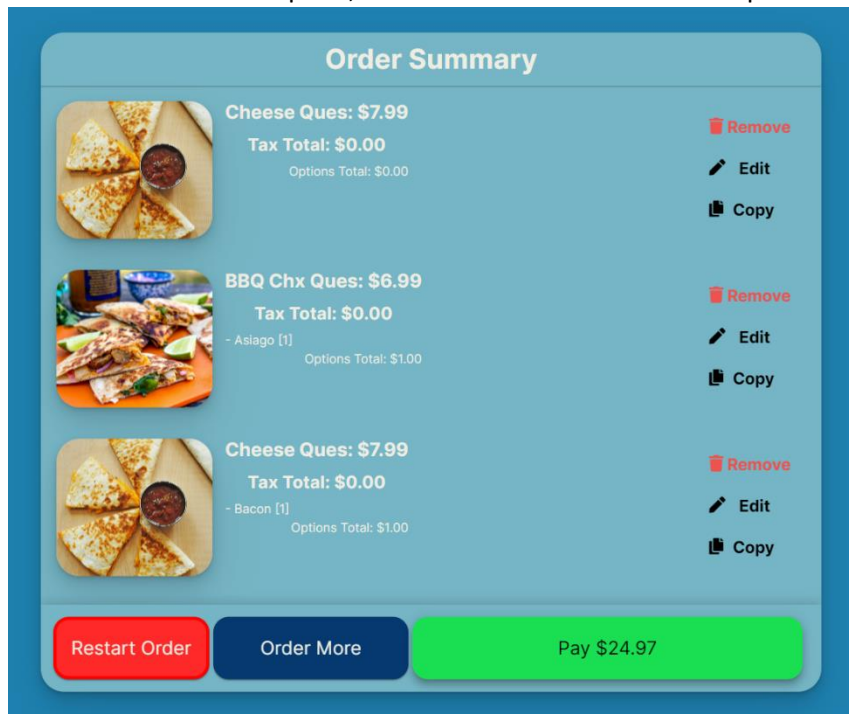 Order Summary
Cheese Ques: $7.99
Tax Total: $0.00
Options Total: $0.00
Remove
Edit
Copy
BBQ Chx Ques: $6.99
Tax Total: $0.00
- Asiago [1]
Options Total: $1.00
Remove
Edit
Copy
Cheese Ques: $7.99
Tax Total: $0.00
- Bacon [1]
Options Total: $1.00
Remove
Edit
Copy
Restart Order
Order More
Pay $24.97